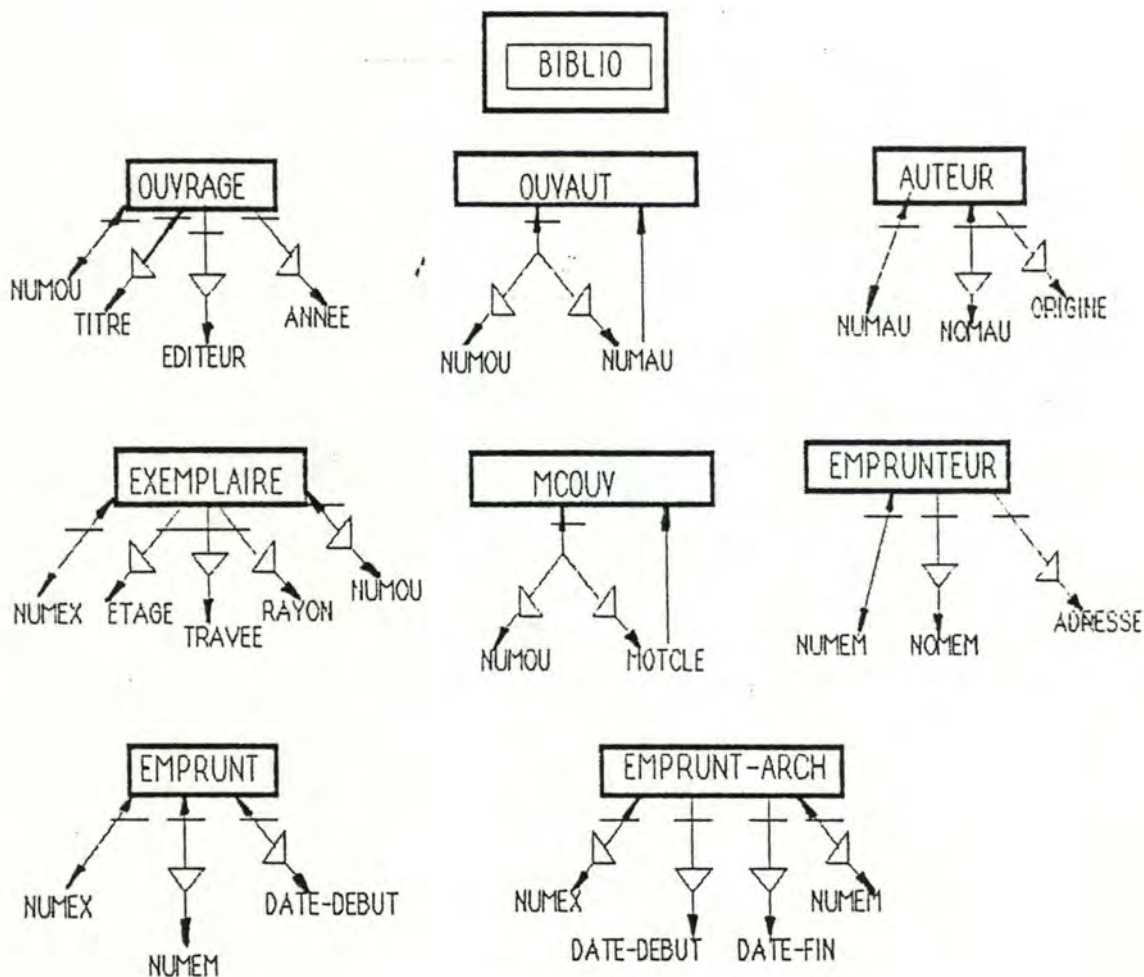 BIBLIO
OUVRAGE
NUMOU
TITRE
EDITEUR
ANNEE
OUVAUT
NUMOU
NUMAU
AUTEUR
NUMAU
NOMAU
ORIGINE
EXEMPLAIRE
NUMEX
ETAGE
TRAVEE
RAYON
NUMOU
MCOUV
NUMOU
MOTCLE
EMPRUNTEUR
NUMEM
NOMEM
ADRESSE
EMPRUNT
NUMEX
NUMEM
DATE-DEBUT
EMPRUNT-ARCH
NUMEX
DATE-DEBUT
DATE-FIN
NUMEM